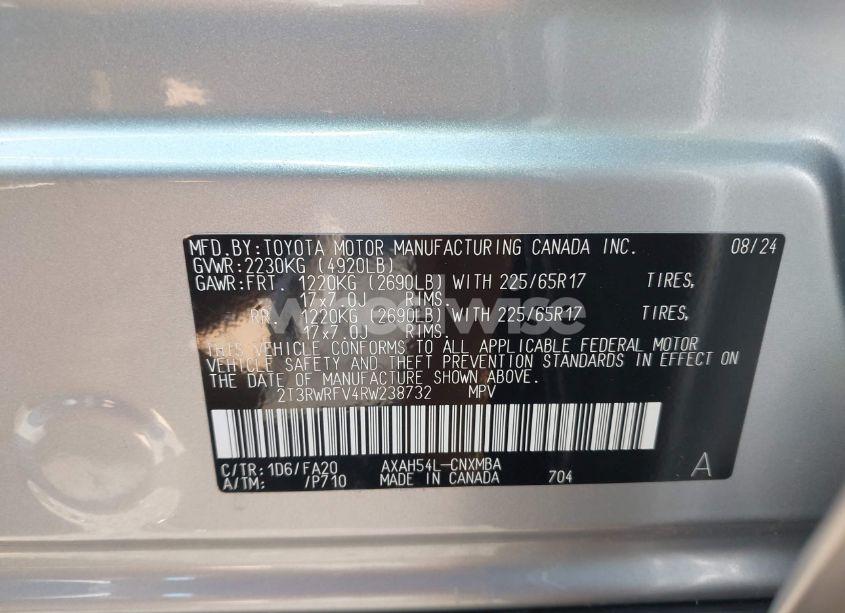 MFD.BY:TOYOTA MOTOR MANUFACTURING CANADA INC. 08/24
GVWR:2230KG (4920LB)
GAWR:FRT. 1220KG (2690LB) WITH 225/65R17 TIRES,
17x7.0J RIMS.
RR. 1220KG (2690LB) WITH 225/65R17 TIRES,
17x7.0J RIMS.
wheelwise
THIS VEHICLE CONFORMS TO ALL APPLICABLE FEDERAL MOTOR
VEHICLE SAFETY AND THEFT PREVENTION STANDARDS IN EFFECT ON
THE DATE OF MANUFACTURE SHOWN ABOVE.
2T3RWRFV4RW238732 MPV
C/TR:1D6/FA20 AXAH54L-CNXMBA
A/TM: /P710 MADE IN CANADA 704 A